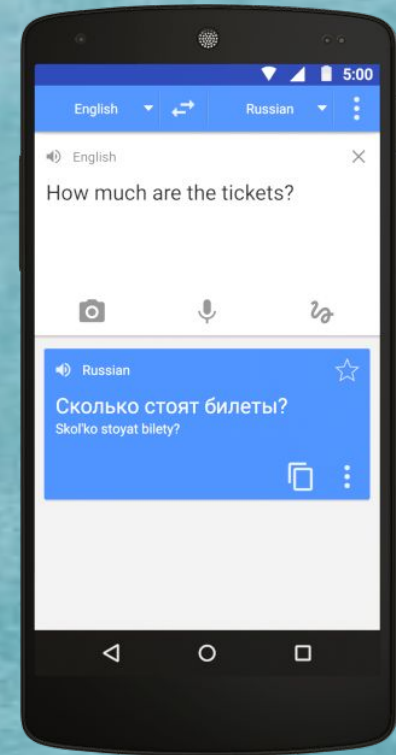 5:00
English
Russian
English
How much are the tickets?
Russian
Сколько стоят билеты?
Skol'ko stoyat bilety?